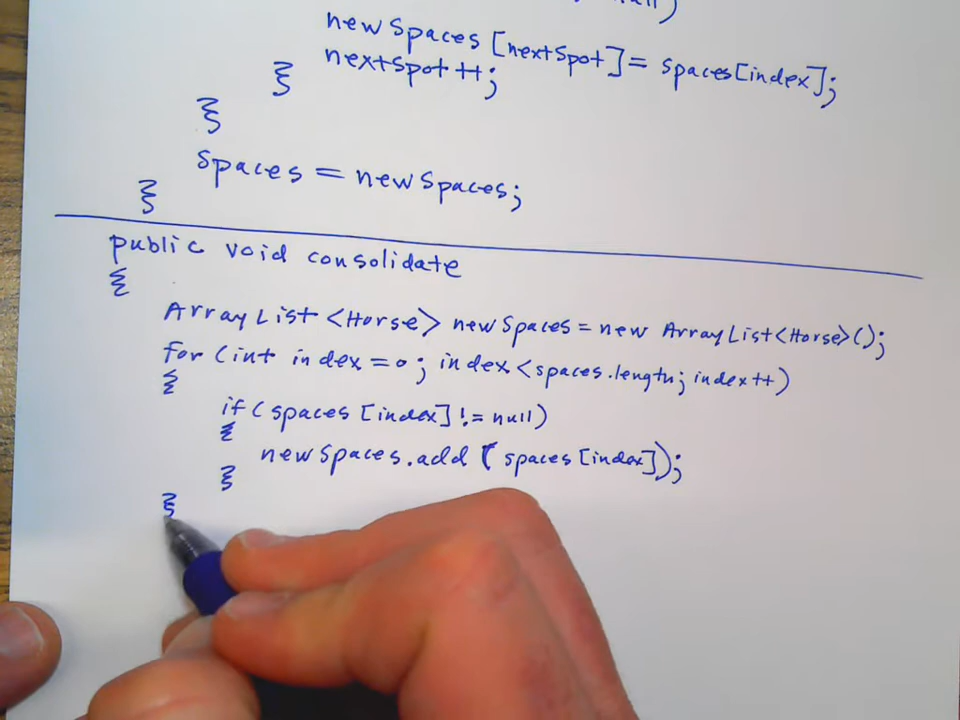 newSpaces [nextSpot] = spaces[index];
nextSpot ++;
}
}
spaces = newSpaces;
}
public void consolidate
{
ArrayList <Horse> newSpaces = new ArrayList<Horse>();
for (int index = 0; index < spaces.length; index ++)
{
if (spaces [index] != null)
{
newSpaces.add (spaces [index]);
}
}